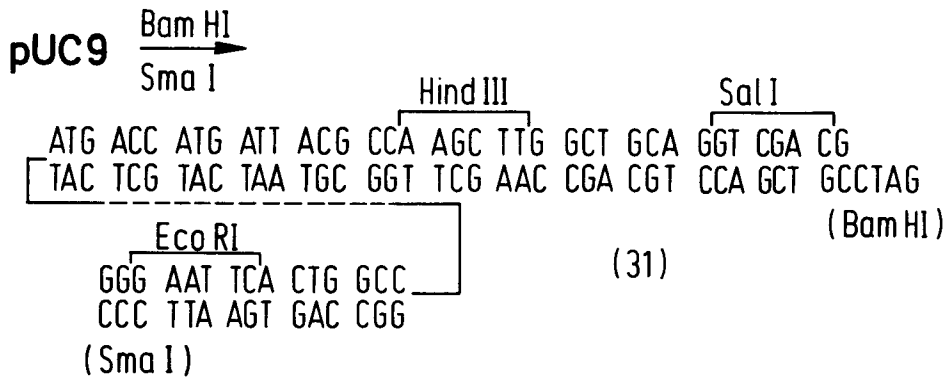 pUC9 Bam HI
Sma I
Hind III Sal I
ATG ACC ATG ATT ACG CCA AGC TTG GCT GCA GGT CGA CG
TAC TCG TAC TAA TGC GGT TCG AAC CGA CGT CCA GCT GCCTAG
(Bam HI)
Eco RI
(31)
GGG AAT TCA CTG GCC
CCC TTA AGT GAC CGG
(Sma I)